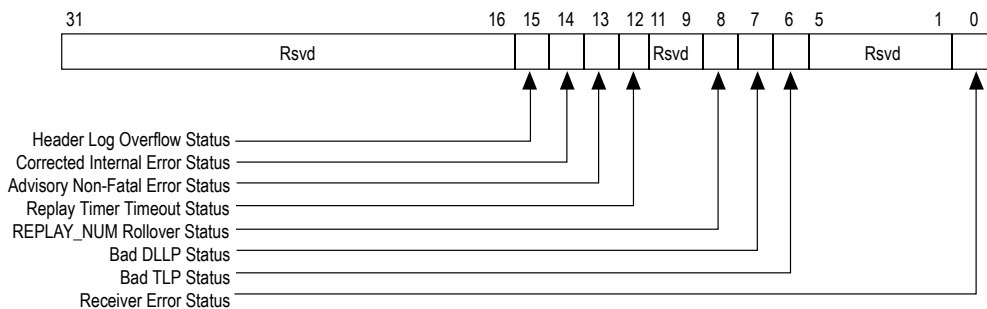 31 16 15 14 13 12 11 9 8 7 6 5 1 0
Rsvd Rsvd Rsvd
Header Log Overflow Status
Corrected Internal Error Status
Advisory Non-Fatal Error Status
Replay Timer Timeout Status
REPLAY_NUM Rollover Status
Bad DLLP Status
Bad TLP Status
Receiver Error Status